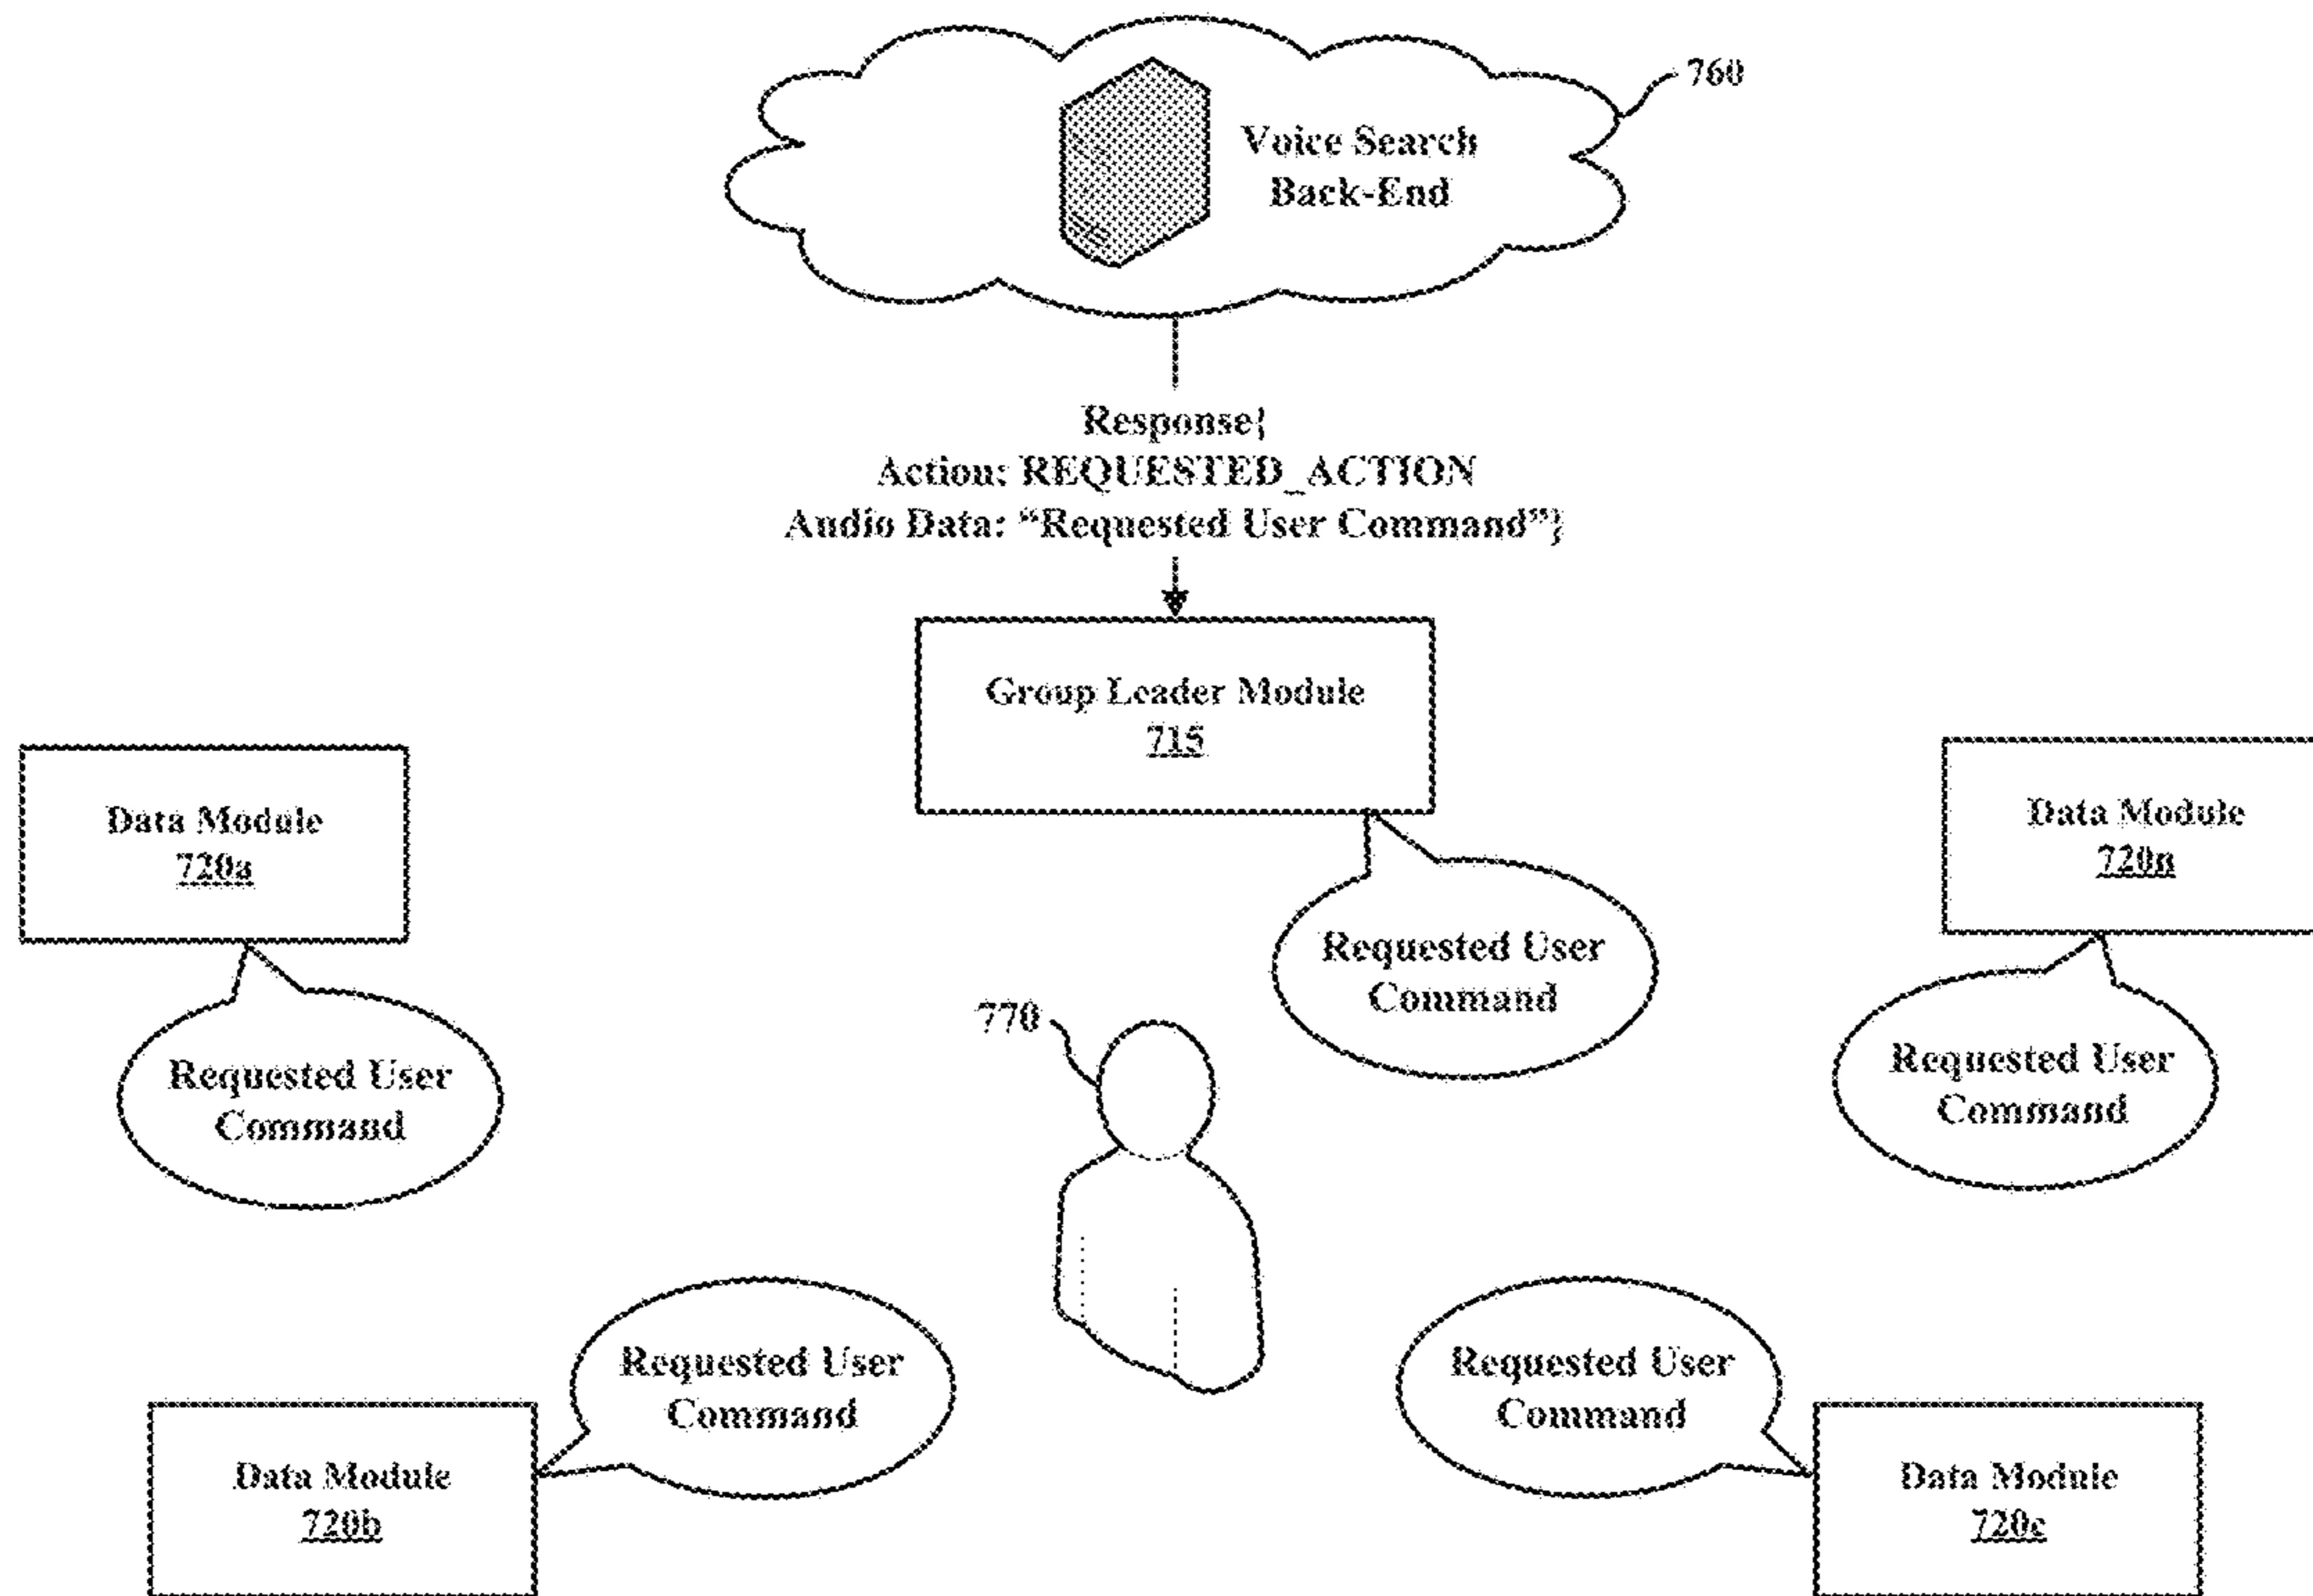 760
Voice Search
Back-End
Response{
Action: REQUESTED_ACTION
Audio Data: “Requested User Command”}
Group Leader Module
715
Data Module
720a
Data Module
720n
Requested User
Command
770
Requested User
Command
Requested User
Command
Requested User
Command
Requested User
Command
Data Module
720b
Data Module
720c